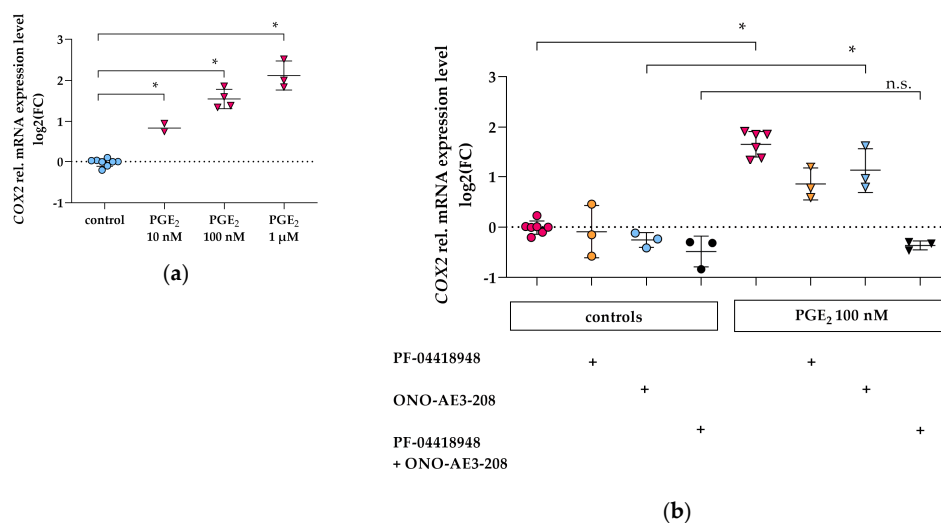 COX2 rel. mRNA expression level
log2(FC)
3
2
1
0
-1
*
*
*
control
PGE₂
10 nM
PGE₂
100 nM
PGE₂
1 µM
(a)
COX2 rel. mRNA expression level
log2(FC)
3
2
1
0
-1
*
*
n.s.
controls
PGE₂ 100 nM
PF-04418948 + +
ONO-AE3-208 + +
PF-04418948
+ ONO-AE3-208 + +
(b)